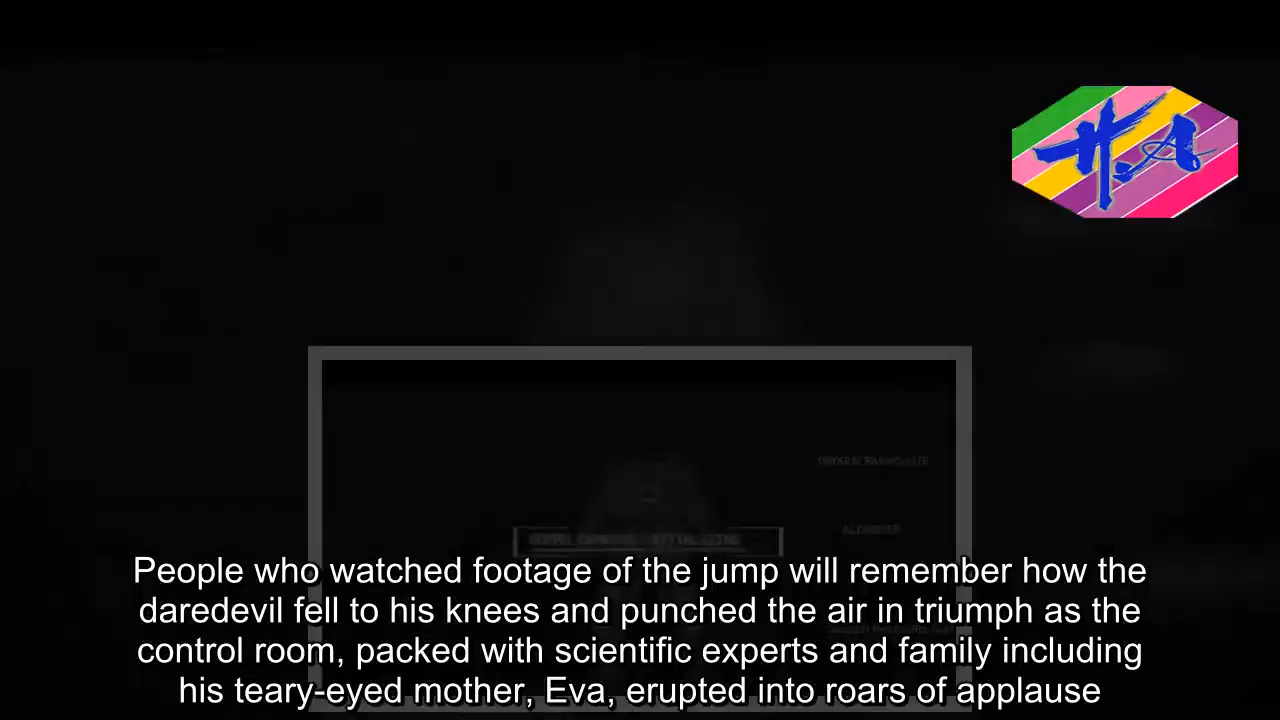 H.A
People who watched footage of the jump will remember how the
daredevil fell to his knees and punched the air in triumph as the
control room, packed with scientific experts and family including
his teary-eyed mother, Eva, erupted into roars of applause